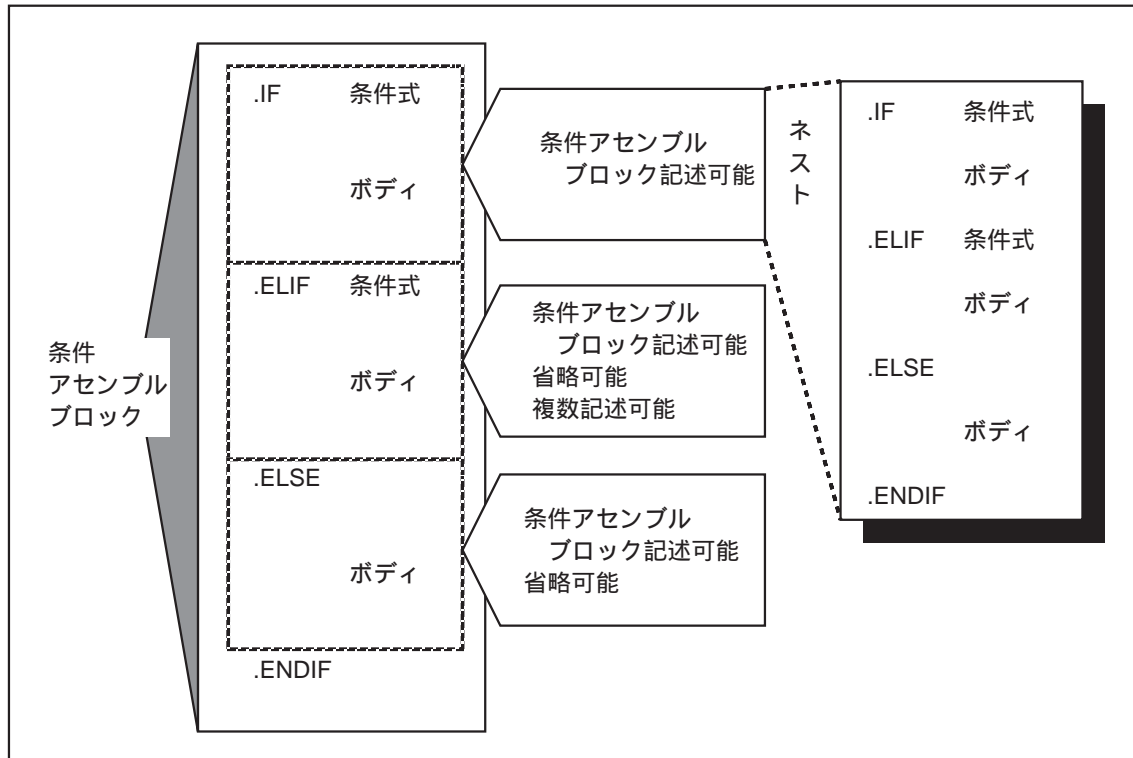 条件
アセンブル
ブロック
.IF 条件式
ボディ
.ELIF 条件式
ボディ
.ELSE
ボディ
.ENDIF
条件アセンブル
ブロック記述可能
条件アセンブル
ブロック記述可能
省略可能
複数記述可能
条件アセンブル
ブロック記述可能
省略可能
ネスト
.IF 条件式
ボディ
.ELIF 条件式
ボディ
.ELSE
ボディ
.ENDIF